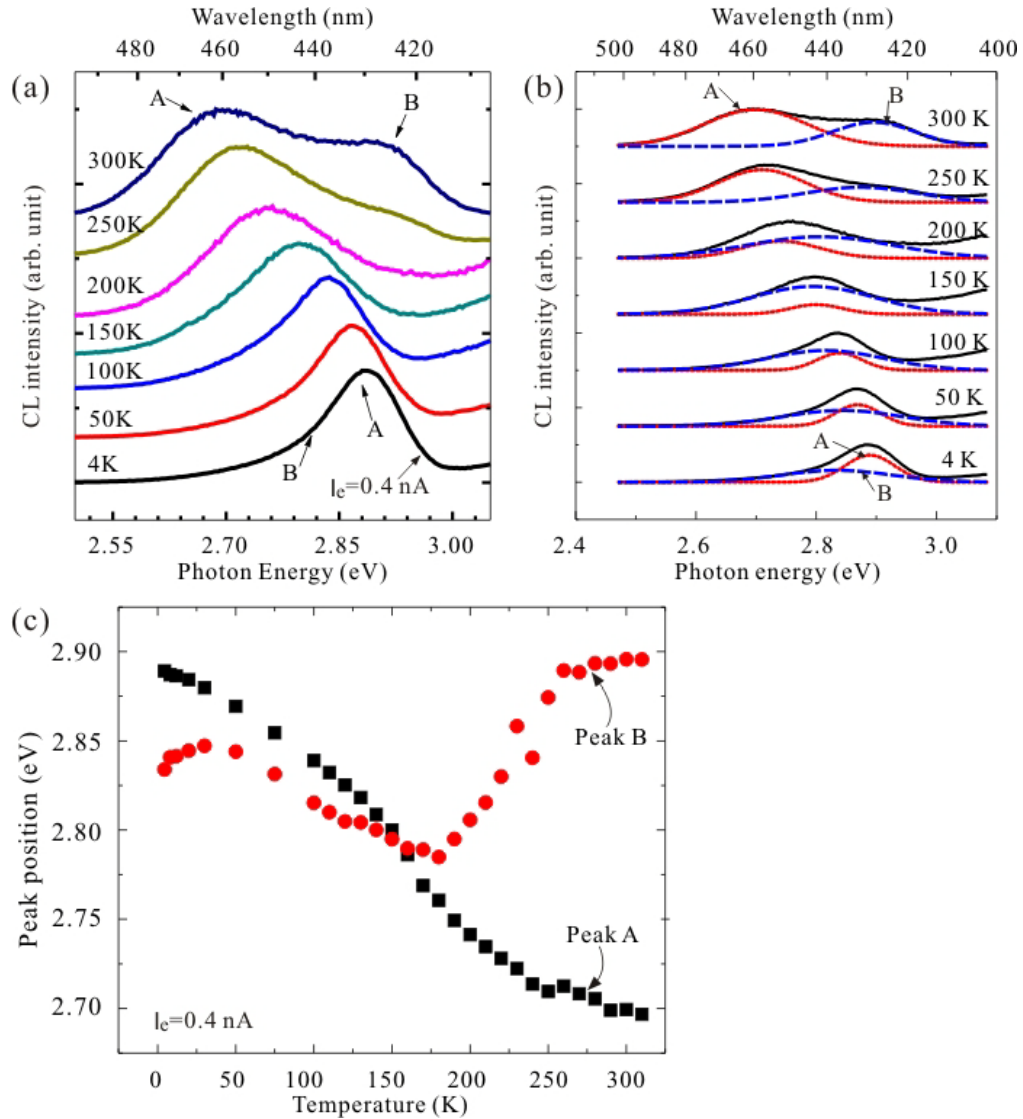 Wavelength (nm)
480 460 440 420
(a)
A
B
300K
250K
200K
150K
100K
50K
4K
A
B
Iₑ=0.4 nA
CL intensity (arb. unit)
2.55 2.70 2.85 3.00
Photon Energy (eV)
Wavelength (nm)
500 480 460 440 420 400
(b)
A
B
300 K
250 K
200 K
150 K
100 K
50 K
A
4 K
B
CL intensity (arb. unit)
2.4 2.6 2.8 3.0
Photon energy (eV)
(c)
2.90
2.85
2.80
2.75
2.70
Peak position (eV)
Peak B
Peak A
Iₑ=0.4 nA
0 50 100 150 200 250 300
Temperature (K)